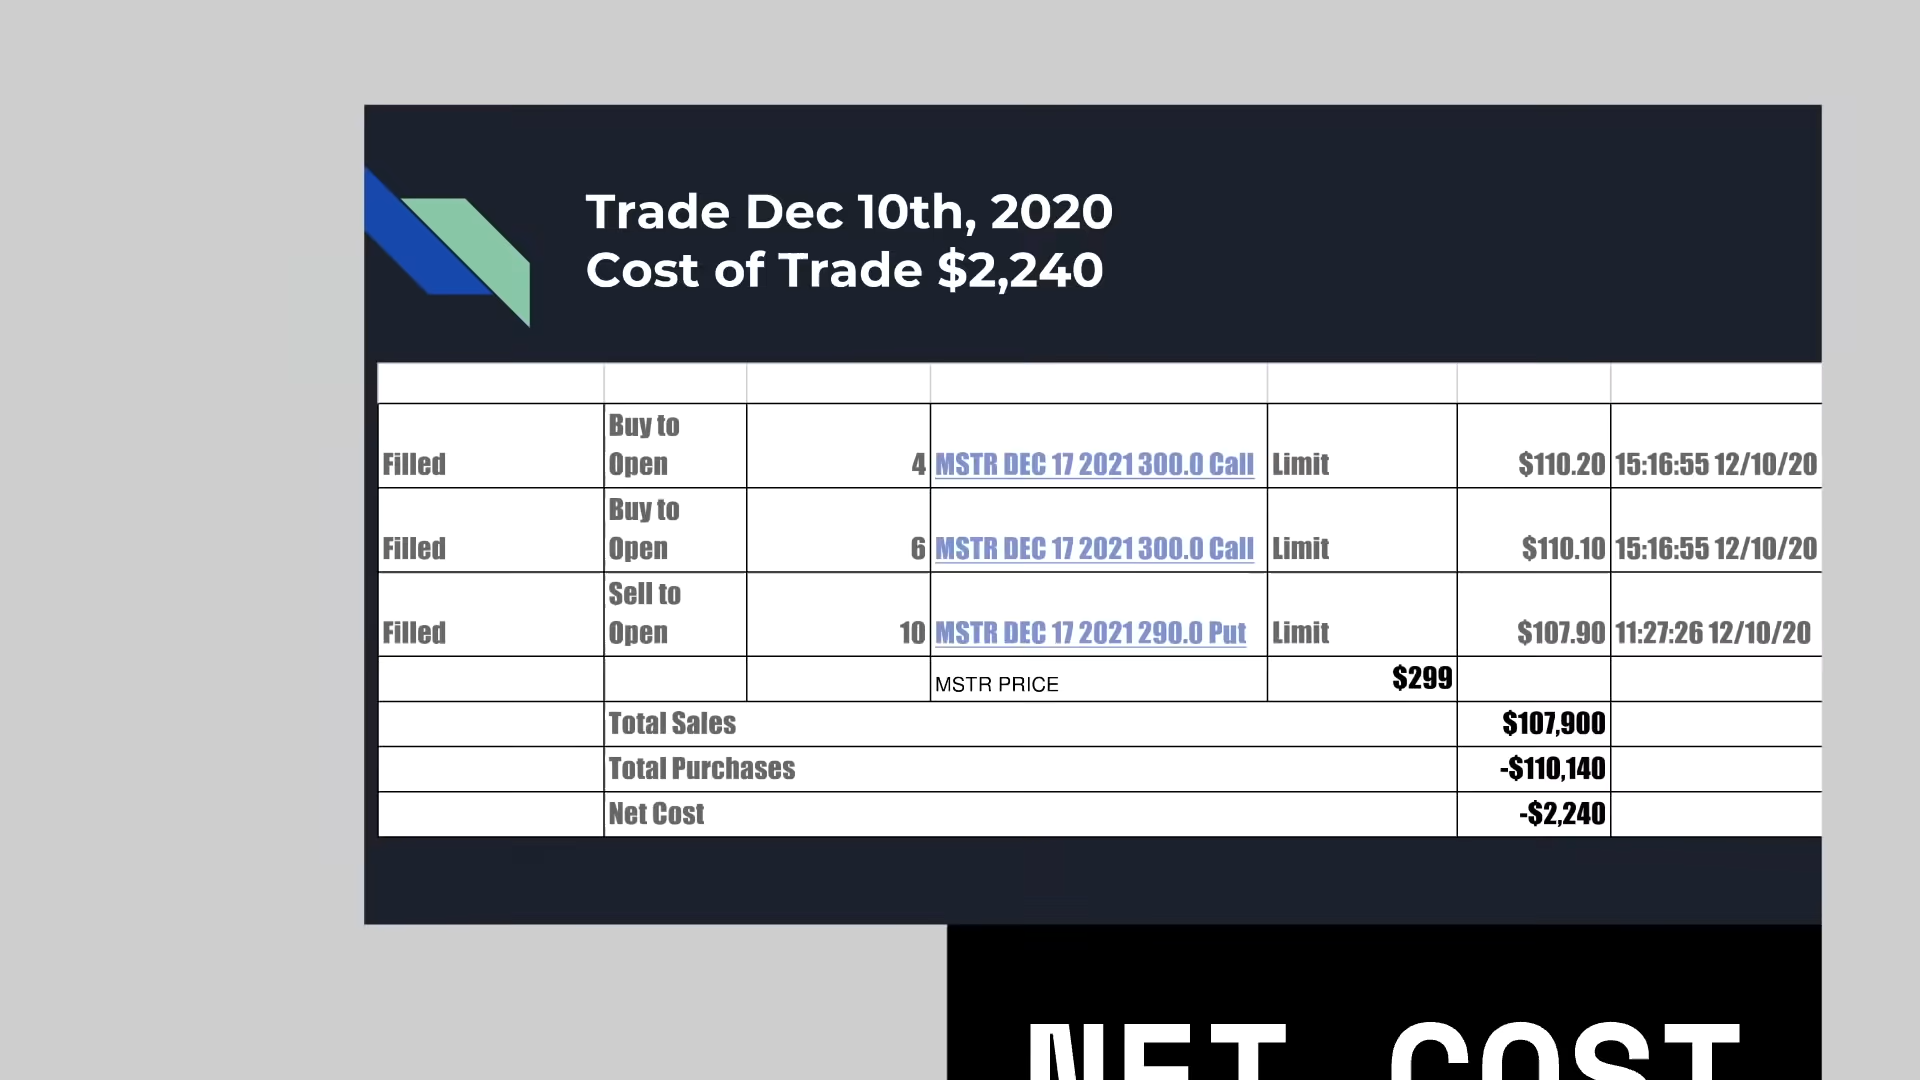 Trade Dec 10th, 2020
Cost of Trade $2,240
Filled Buy to Open 4 MSTR DEC 17 2021 300.0 Call Limit $110.20 15:16:55 12/10/20
Filled Buy to Open 6 MSTR DEC 17 2021 300.0 Call Limit $110.10 15:16:55 12/10/20
Filled Sell to Open 10 MSTR DEC 17 2021 290.0 Put Limit $107.90 11:27:26 12/10/20
MSTR PRICE $299
Total Sales $107,900
Total Purchases -$110,140
Net Cost -$2,240
NET COST